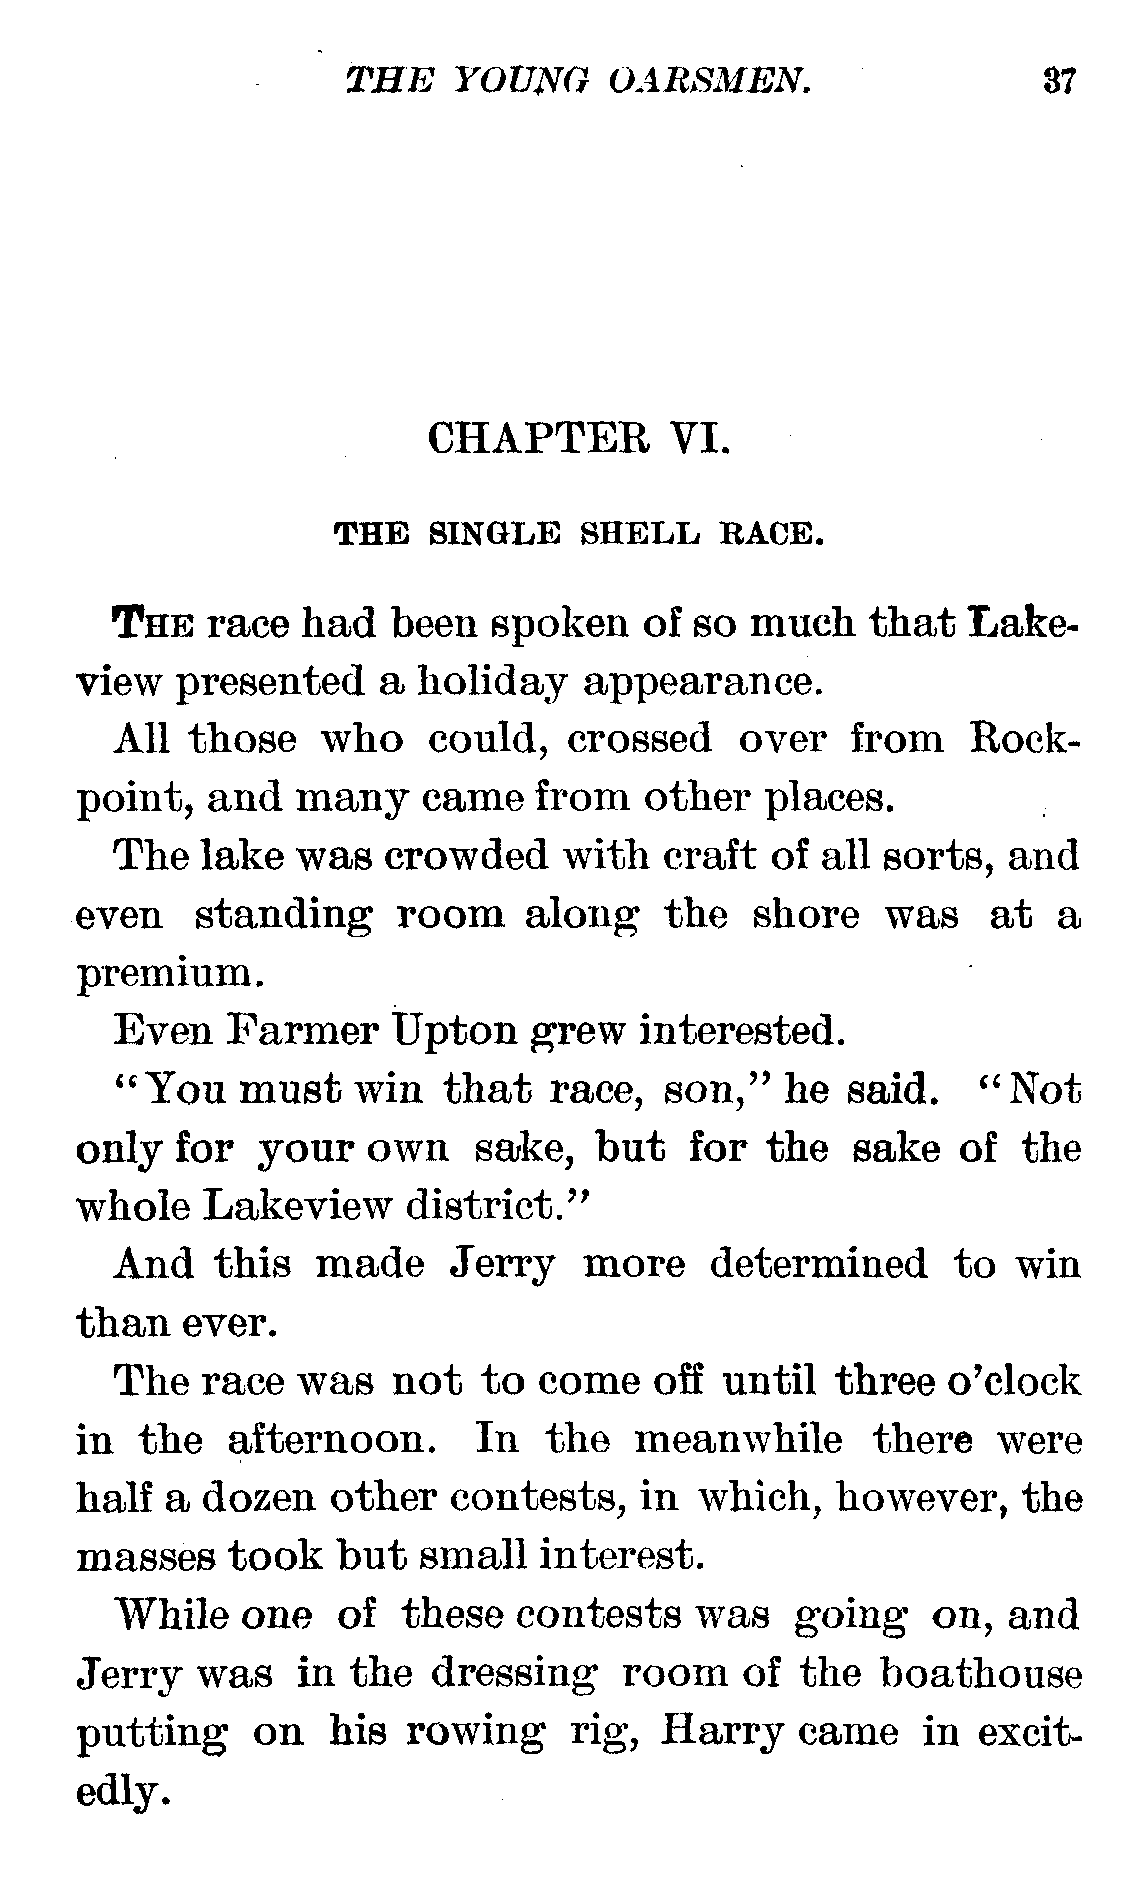 THE YOUNG OARSMEN. 37
CHAPTER VI.
THE SINGLE SHELL RACE.
THE race had been spoken of so much that Lake-
view presented a holiday appearance.
All those who could, crossed over from Rock-
point, and many came from other places.
The lake was crowded with craft of all sorts, and
even standing room along the shore was at a
premium.
Even Farmer Upton grew interested.
“You must win that race, son,” he said. “Not
only for your own sake, but for the sake of the
whole Lakeview district.”
And this made Jerry more determined to win
than ever.
The race was not to come off until three o’clock
in the afternoon. In the meanwhile there were
half a dozen other contests, in which, however, the
masses took but small interest.
While one of these contests was going on, and
Jerry was in the dressing room of the boathouse
putting on his rowing rig, Harry came in excit-
edly.